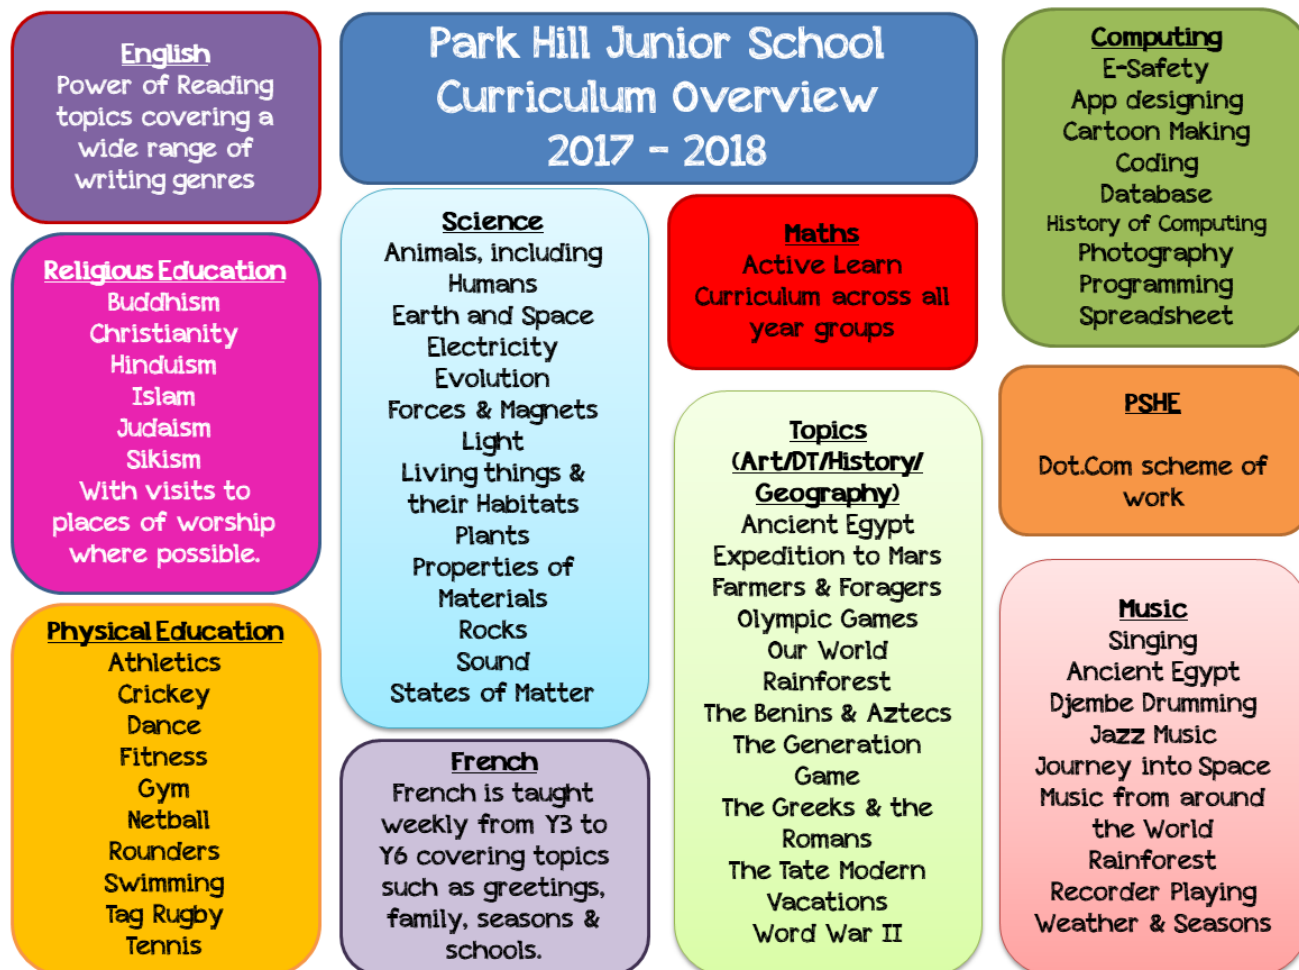 English
Power of Reading
topics covering a
wide range of
writing genres
Park Hill Junior School
Curriculum Overview
2017 - 2018
Computing
E-Safety
App designing
Cartoon Making
Coding
Database
History of Computing
Photography
Programming
Spreadsheet
Religious Education
Buddhism
Christianity
Hinduism
Islam
Judaism
Sikism
With visits to
places of worship
where possible.
Science
Animals, including
Humans
Earth and Space
Electricity
Evolution
Forces & Magnets
Light
Living things &
their Habitats
Plants
Properties of
Materials
Rocks
Sound
States of Matter
Maths
Active Learn
Curriculum across all
year groups
PSHE
Dot.Com scheme of
work
Topics
(Art/DT/History/
Geography)
Ancient Egypt
Expedition to Mars
Farmers & Foragers
Olympic Games
Our World
Rainforest
The Benins & Aztecs
The Generation
Game
The Greeks & the
Romans
The Tate Modern
Vacations
Word War II
Physical Education
Athletics
Crickey
Dance
Fitness
Gym
Netball
Rounders
Swimming
Tag Rugby
Tennis
French
French is taught
weekly from Y3 to
Y6 covering topics
such as greetings,
family, seasons &
schools.
Music
Singing
Ancient Egypt
Djembe Drumming
Jazz Music
Journey into Space
Music from around
the World
Rainforest
Recorder Playing
Weather & Seasons